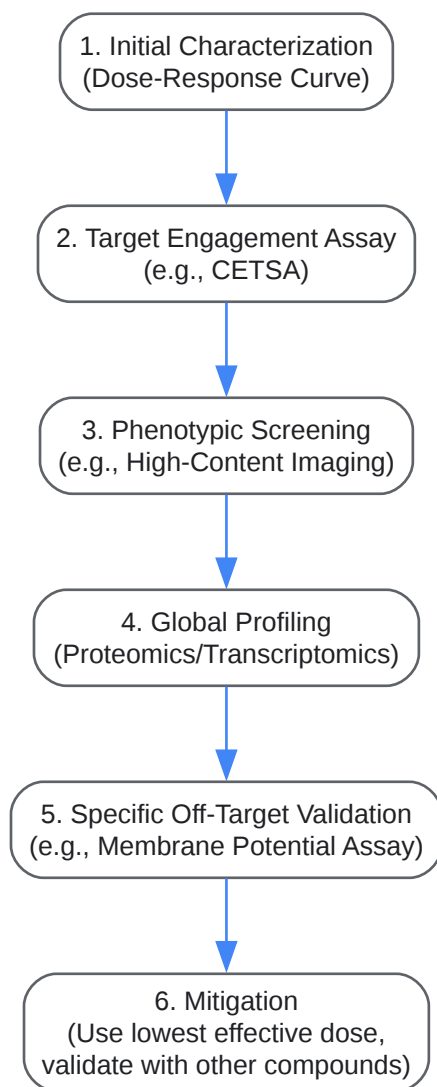 1. Initial Characterization
(Dose-Response Curve)
2. Target Engagement Assay
(e.g., CETSA)
3. Phenotypic Screening
(e.g., High-Content Imaging)
4. Global Profiling
(Proteomics/Transcriptomics)
5. Specific Off-Target Validation
(e.g., Membrane Potential Assay)
6. Mitigation
(Use lowest effective dose,
validate with other compounds)